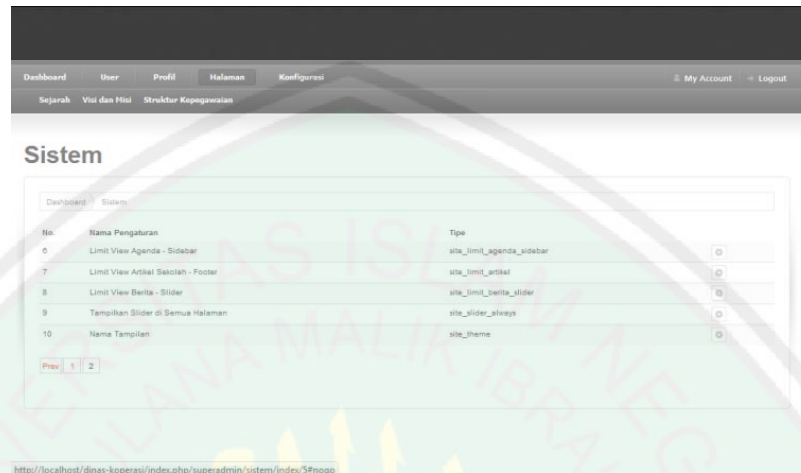 Dashboard User Profil Halaman Konfigurasi My Account Logout
Sejarah Visi dan Misi Struktur Kepegawaian
Sistem
Dashboard Sistem
No. Nama Pengaturan Tipe
6 Limit View Agenda - Sidebar site_limit_agenda_sidebar
7 Limit View Artikel Sekolah - Footer site_limit_artikel
8 Limit View Berita - Slider site_limit_berita_slider
9 Tampilkan Slider di Semua Halaman site_slider_always
10 Nama Tampilan site_theme
Prev 1 2
http://localhost/dinas-koperasi/index.php/superadmin/sistem/index/5#nogo